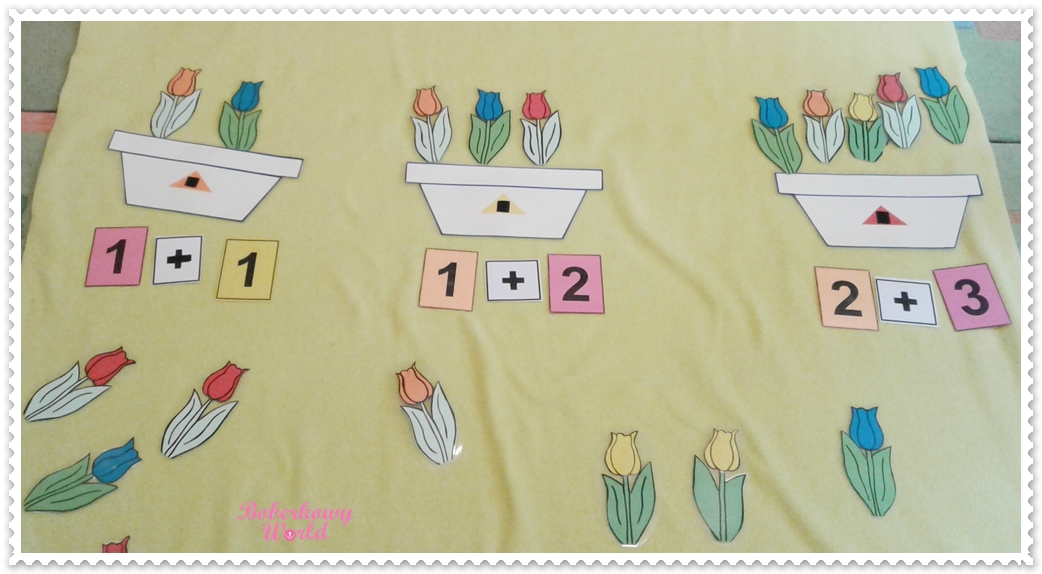 1 + 1
1 + 2
2 + 3
Boberkowy
World